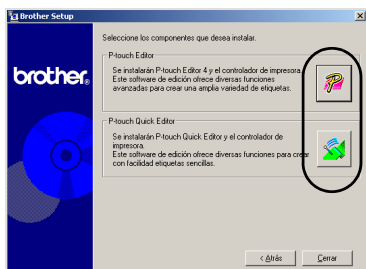 Brother Setup
Seleccione los componentes que desea instalar.
P-touch Editor
Se instalarán P-touch Editor 4 y el controlador de impresora.
Este software de edición ofrece diversas funciones
avanzadas para crear una amplia variedad de etiquetas.
brother®
P-touch Quick Editor
Se instalarán P-touch Quick Editor y el controlador de
impresora.
Este software de edición ofrece diversas funciones para crear
con facilidad etiquetas sencillas.
< Atrás
Cerrar